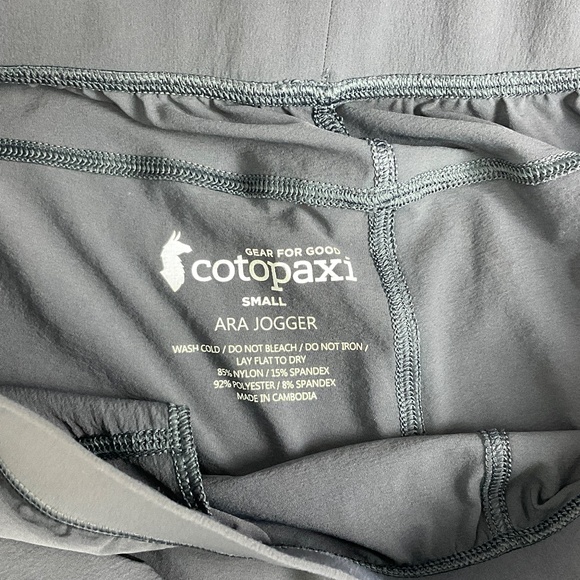 GEAR FOR GOOD
cotopaxi
SMALL
ARA JOGGER
WASH COLD / DO NOT BLEACH / DO NOT IRON /
LAY FLAT TO DRY
85% NYLON / 15% SPANDEX
92% POLYESTER / 8% SPANDEX
MADE IN CAMBODIA